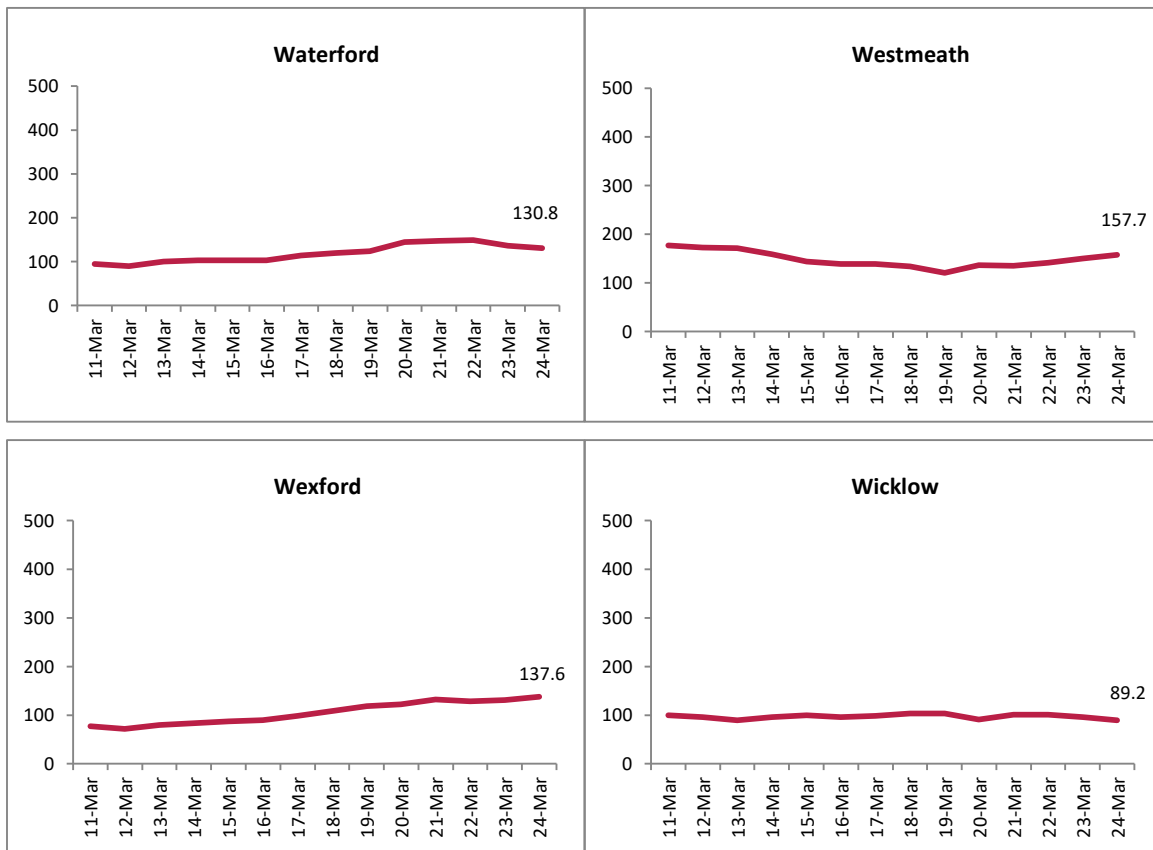 Waterford
500
400
300
200
100
0
130.8
11-Mar
12-Mar
13-Mar
14-Mar
15-Mar
16-Mar
17-Mar
18-Mar
19-Mar
20-Mar
21-Mar
22-Mar
23-Mar
24-Mar
Westmeath
500
400
300
200
100
0
157.7
11-Mar
12-Mar
13-Mar
14-Mar
15-Mar
16-Mar
17-Mar
18-Mar
19-Mar
20-Mar
21-Mar
22-Mar
23-Mar
24-Mar
Wexford
500
400
300
200
100
0
137.6
11-Mar
12-Mar
13-Mar
14-Mar
15-Mar
16-Mar
17-Mar
18-Mar
19-Mar
20-Mar
21-Mar
22-Mar
23-Mar
24-Mar
Wicklow
500
400
300
200
100
0
89.2
11-Mar
12-Mar
13-Mar
14-Mar
15-Mar
16-Mar
17-Mar
18-Mar
19-Mar
20-Mar
21-Mar
22-Mar
23-Mar
24-Mar